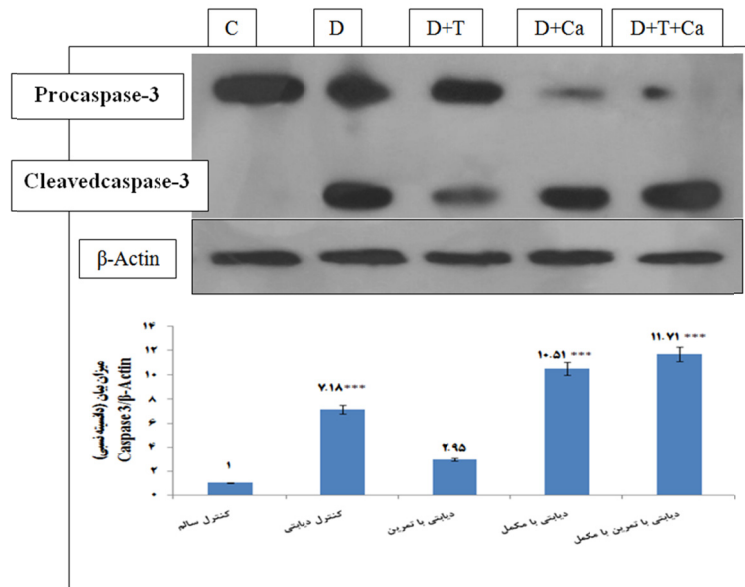 C D D+T D+Ca D+T+Ca
Procaspase-3
Cleavedcaspase-3
β-Actin
میزان بیان (دانسیته نسبی)
Caspase 3/β-Actin
۱۴
۱۲
۱۰
۸
۶
۴
۲
۰
۱
۷.۱۸***
۲.۹۵
۱۰.۵۱ ***
۱۱.۷۱ ***
کنترل سالم
کنترل دیابتی
دیابتی با تمرین
دیابتی با مکمل
دیابتی با تمرین با مکمل